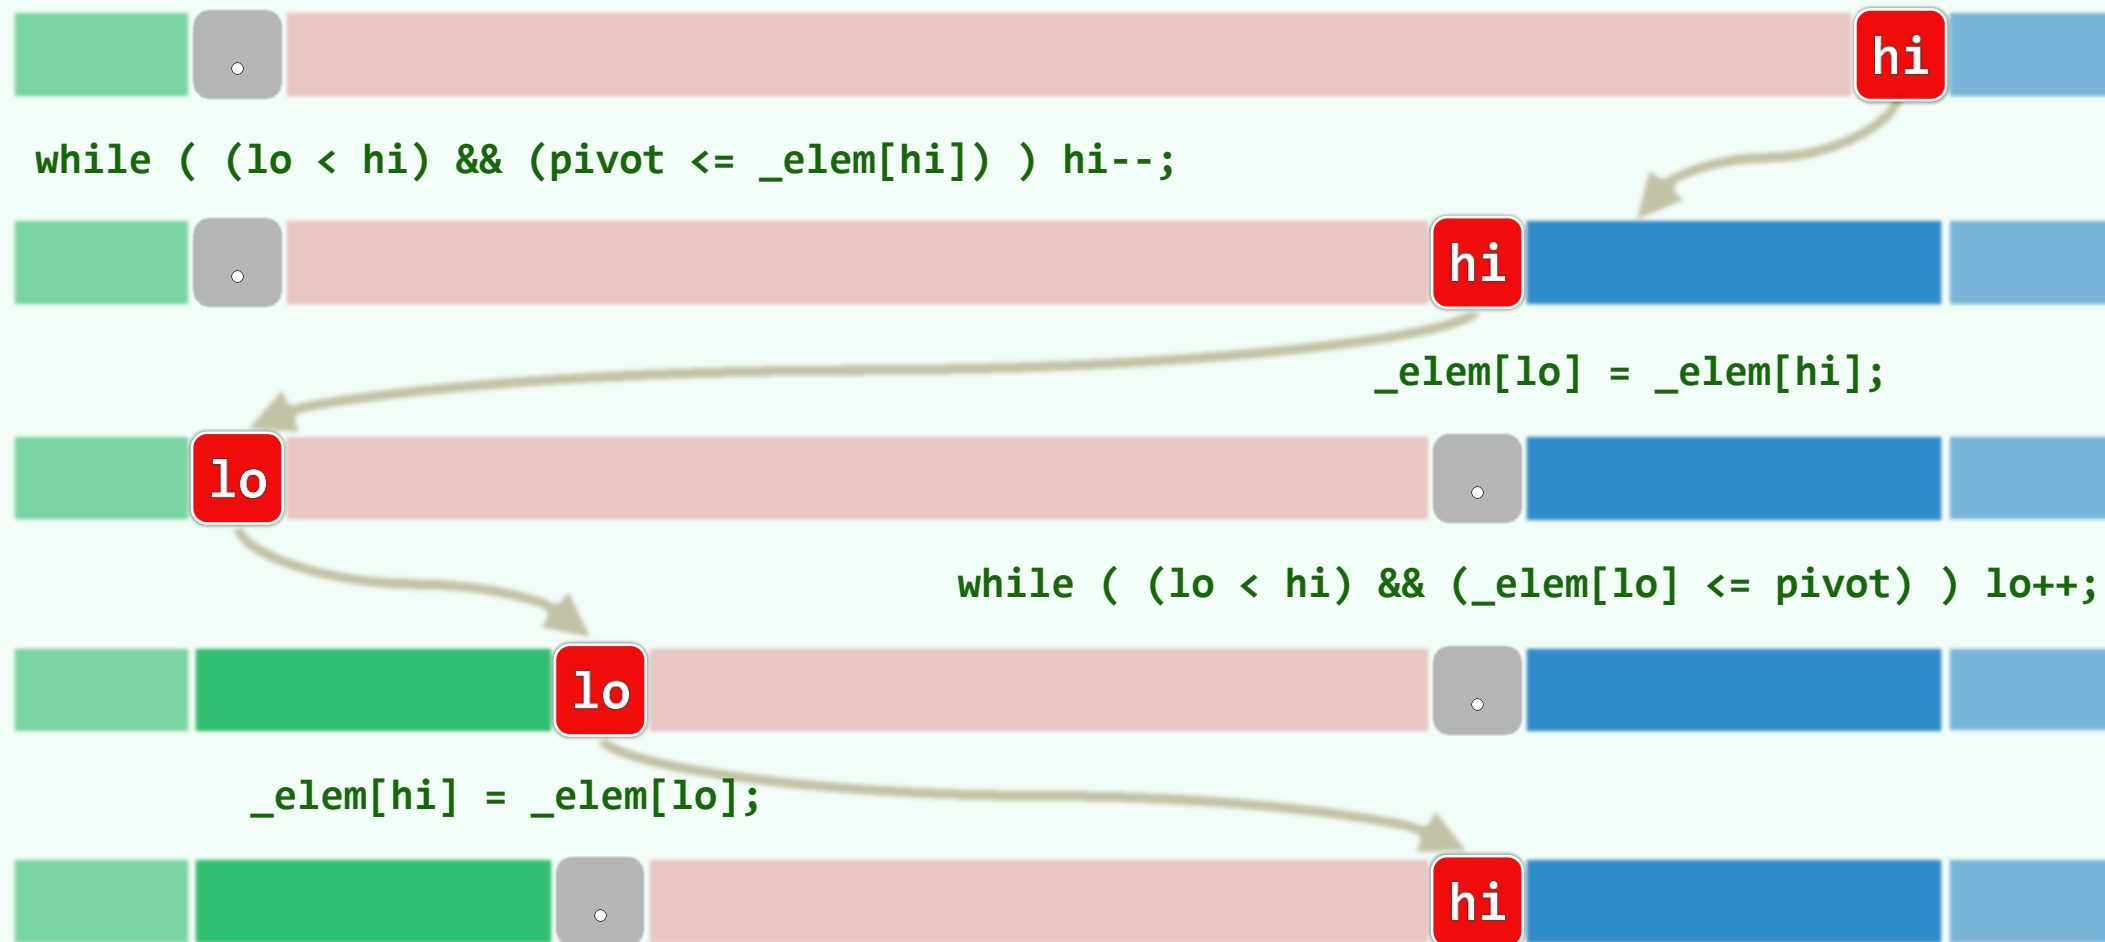 hi
while ( (lo < hi) && (pivot <= _elem[hi]) ) hi--;
hi
_elem[lo] = _elem[hi];
lo
while ( (lo < hi) && (_elem[lo] <= pivot) ) lo++;
lo
_elem[hi] = _elem[lo];
hi